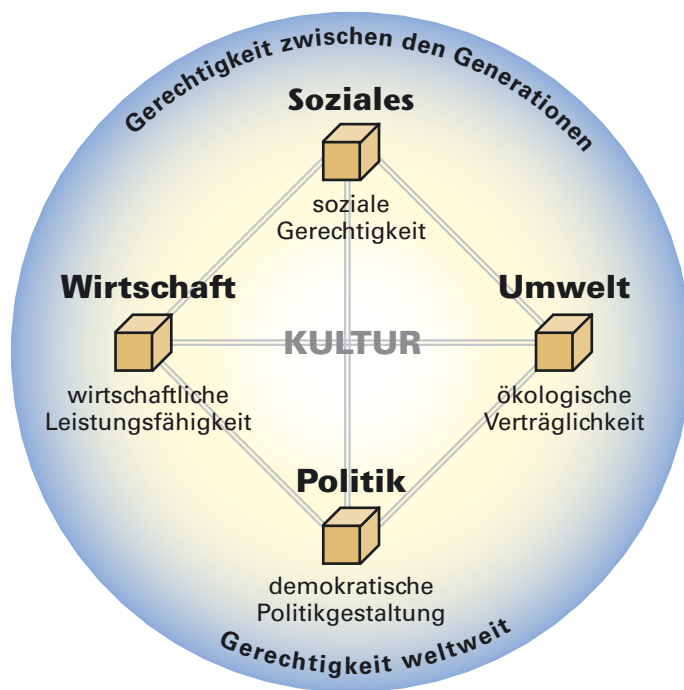 Gerechtigkeit zwischen den Generationen
Soziales
soziale
Gerechtigkeit
Wirtschaft
wirtschaftliche
Leistungsfähigkeit
KULTUR
Umwelt
ökologische
Verträglichkeit
Politik
demokratische
Politikgestaltung
Gerechtigkeit weltweit